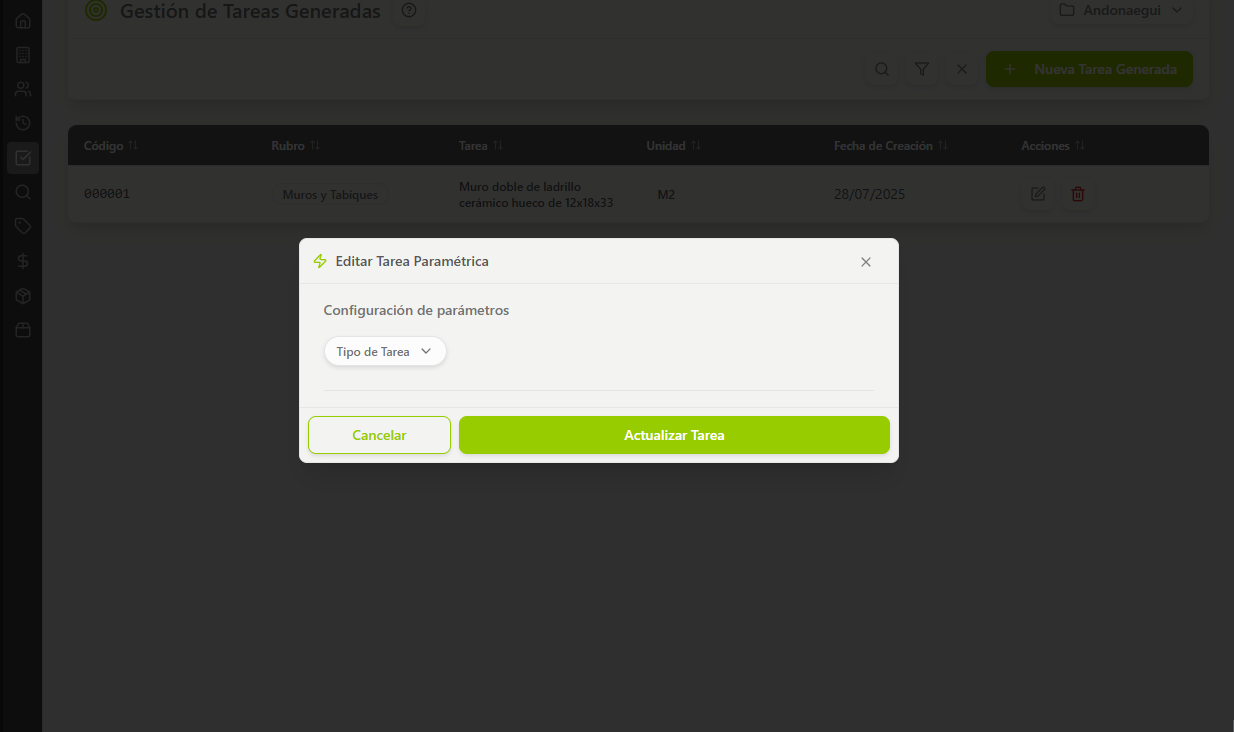 Gestión de Tareas Generadas
Andonaegui
Nueva Tarea Generada
Código Rubro Tarea Unidad Fecha de Creación Acciones
000001 Muros y Tabiques Muro doble de ladrillo M2 28/07/2025
cerámico hueco de 12x18x33
Editar Tarea Paramétrica
Configuración de parámetros
Tipo de Tarea
Cancelar Actualizar Tarea